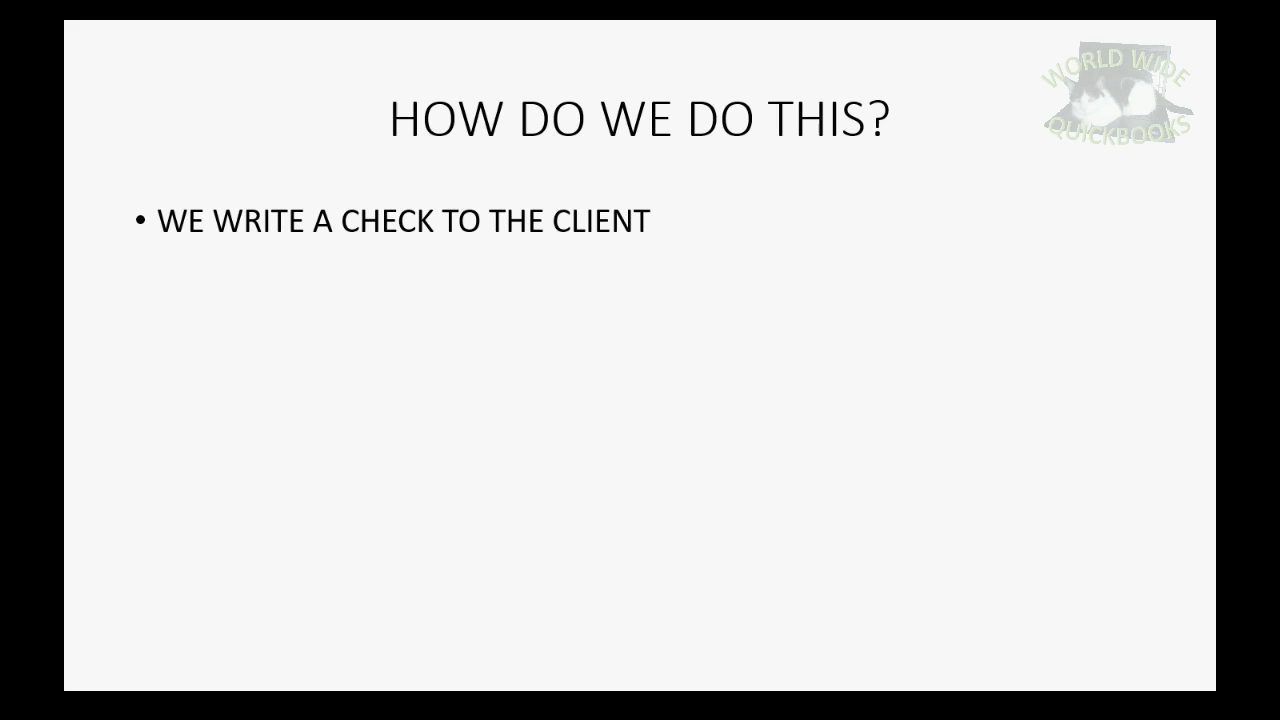 WORLD WIDE
QUICKBOOKS
HOW DO WE DO THIS?
• WE WRITE A CHECK TO THE CLIENT